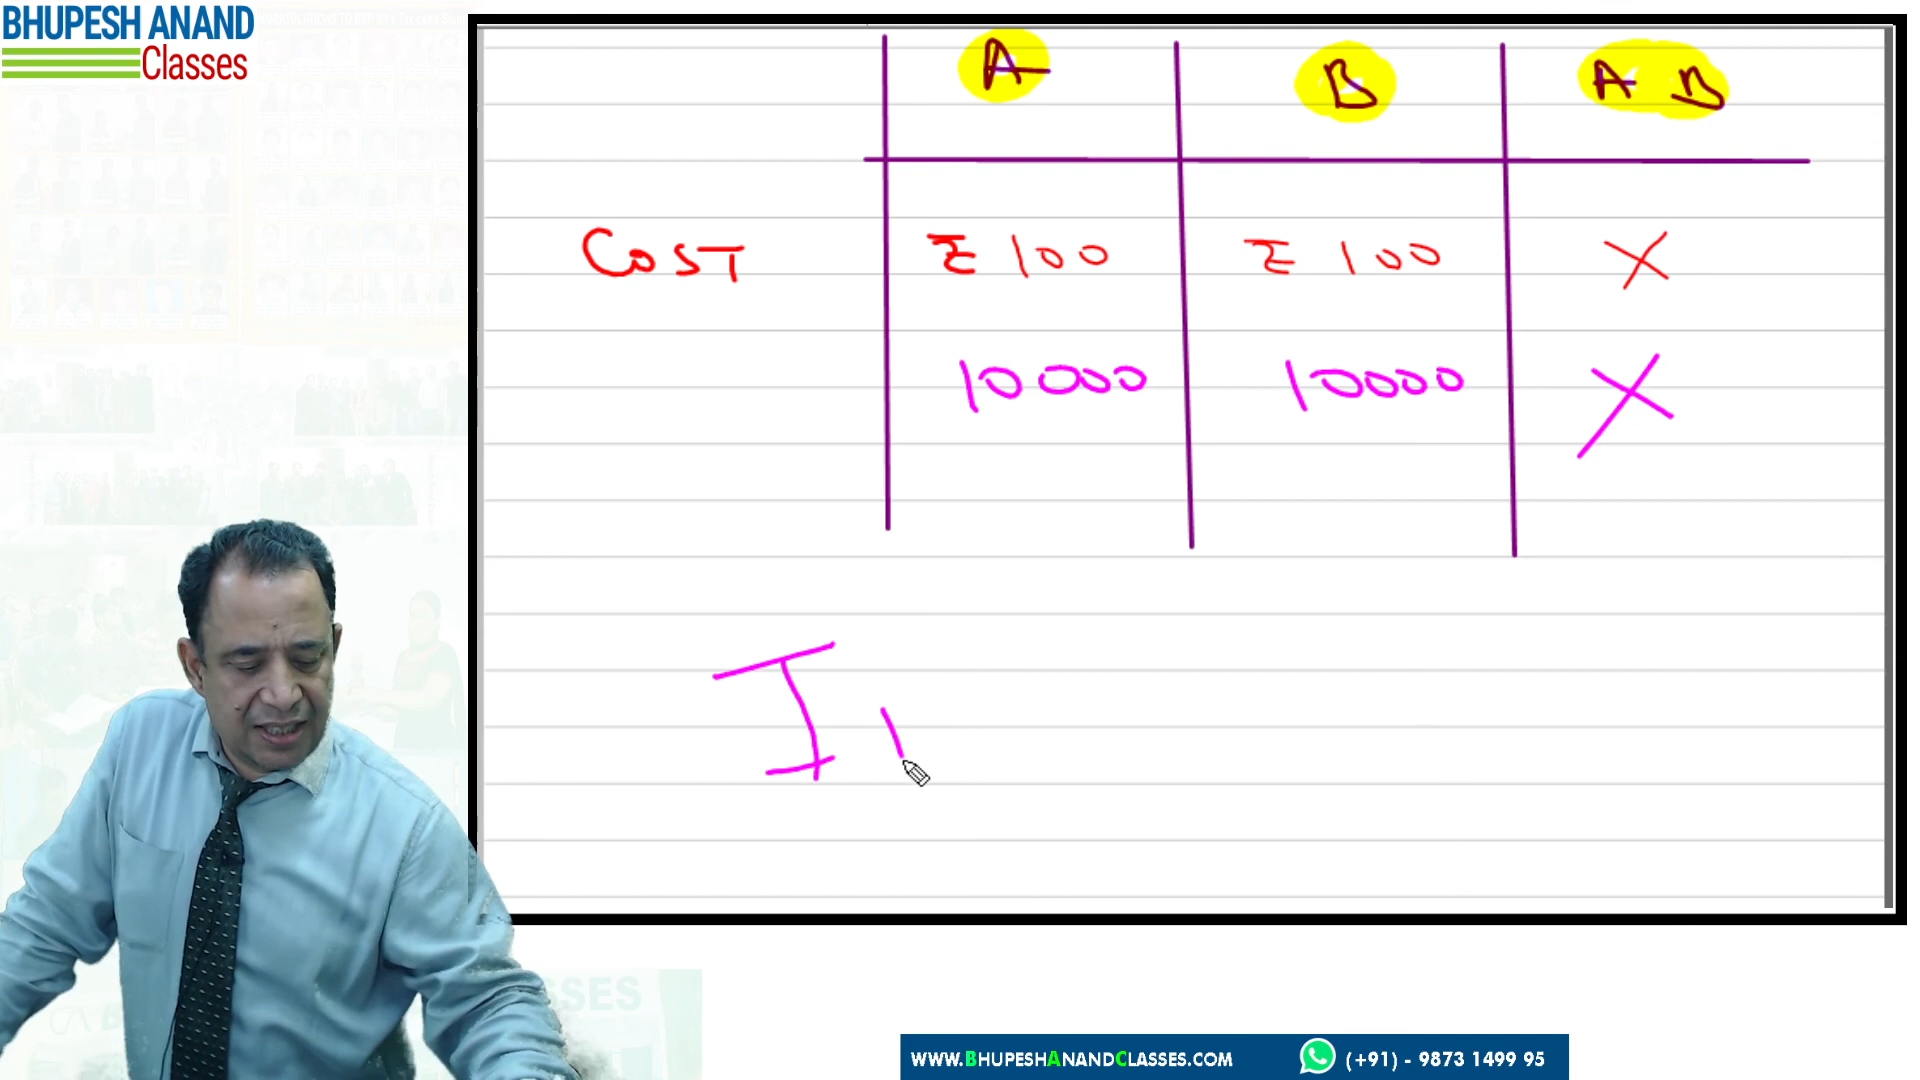 BHUPESH ANAND
Classes
A B A B
COST ₹ 100 ₹ 100 X
10000 10000 X
I
WWW.BHUPESHANANDCLASSES.COM (+91) - 9873 1499 95